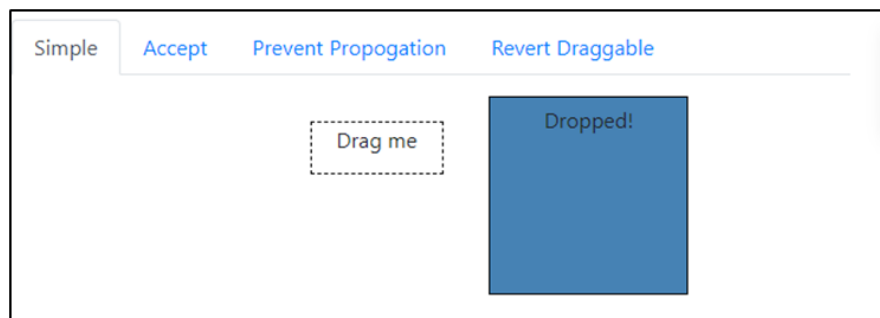 Simple Accept Prevent Propogation Revert Draggable
Dropped!
Drag me